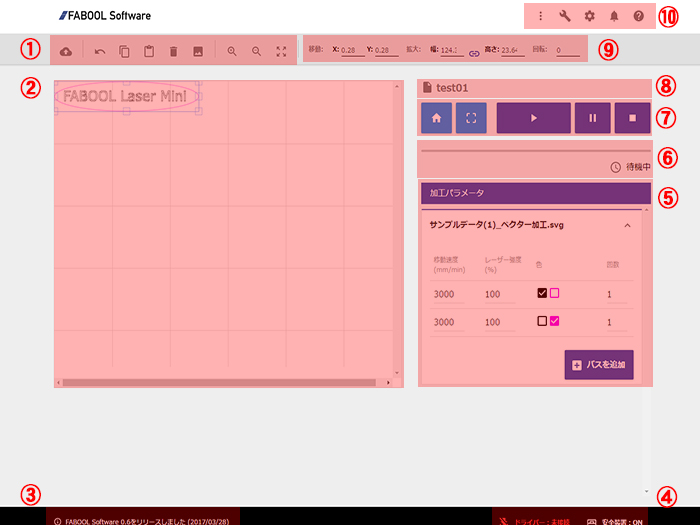 FABOOL Software
⑩
①
移動: X: 0.28 Y: 0.28 拡大: 幅: 124. 高さ: 23.64 回転: 0
⑨
②
FABOOL Laser Mini
test01
⑧
⑦
⑥
待機中
加工パラメータ
⑤
サンプルデータ(1)_ベクター加工.svg
移動速度
(mm/min)
レーザー強度
(%)
色
回数
3000 100 1
3000 100 1
パスを追加
③
FABOOL Software 0.6をリリースしました (2017/03/28)
④
ドライバー : 未接続
安全装置 : ON